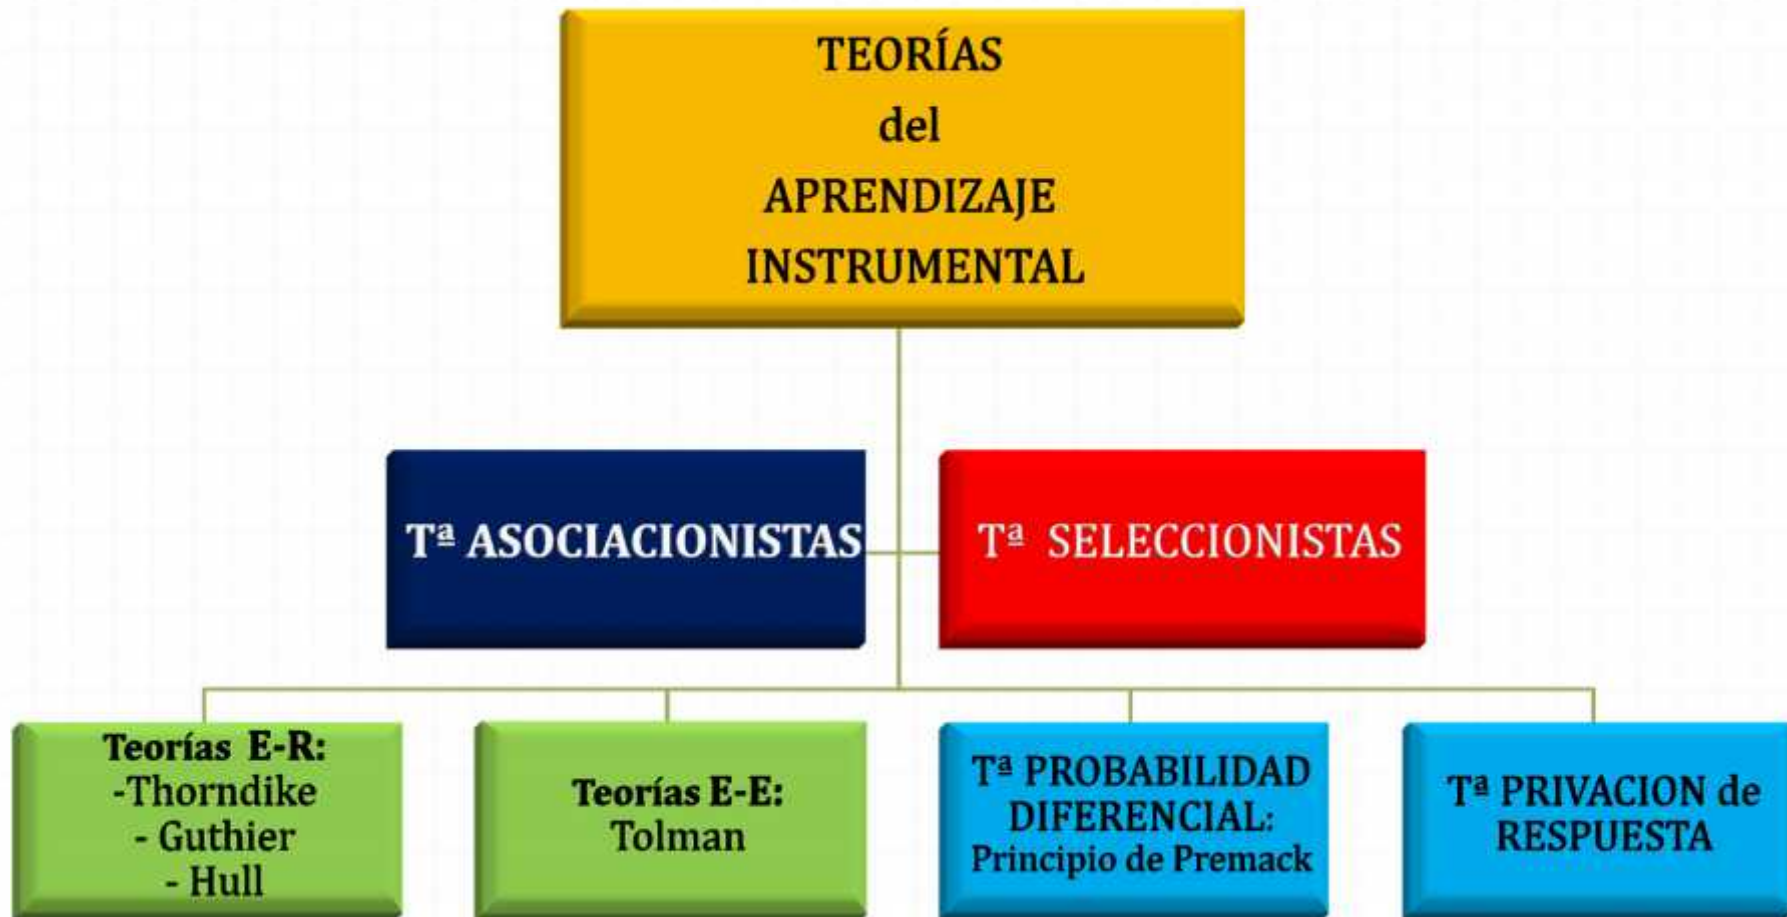 TEORÍAS
del
APRENDIZAJE
INSTRUMENTAL
Tª ASOCIACIONISTAS
Tª SELECCIONISTAS
Teorías E-R:
-Thorndike
- Guthier
- Hull
Teorías E-E:
Tolman
Tª PROBABILIDAD
DIFERENCIAL:
Principio de Premack
Tª PRIVACION de
RESPUESTA